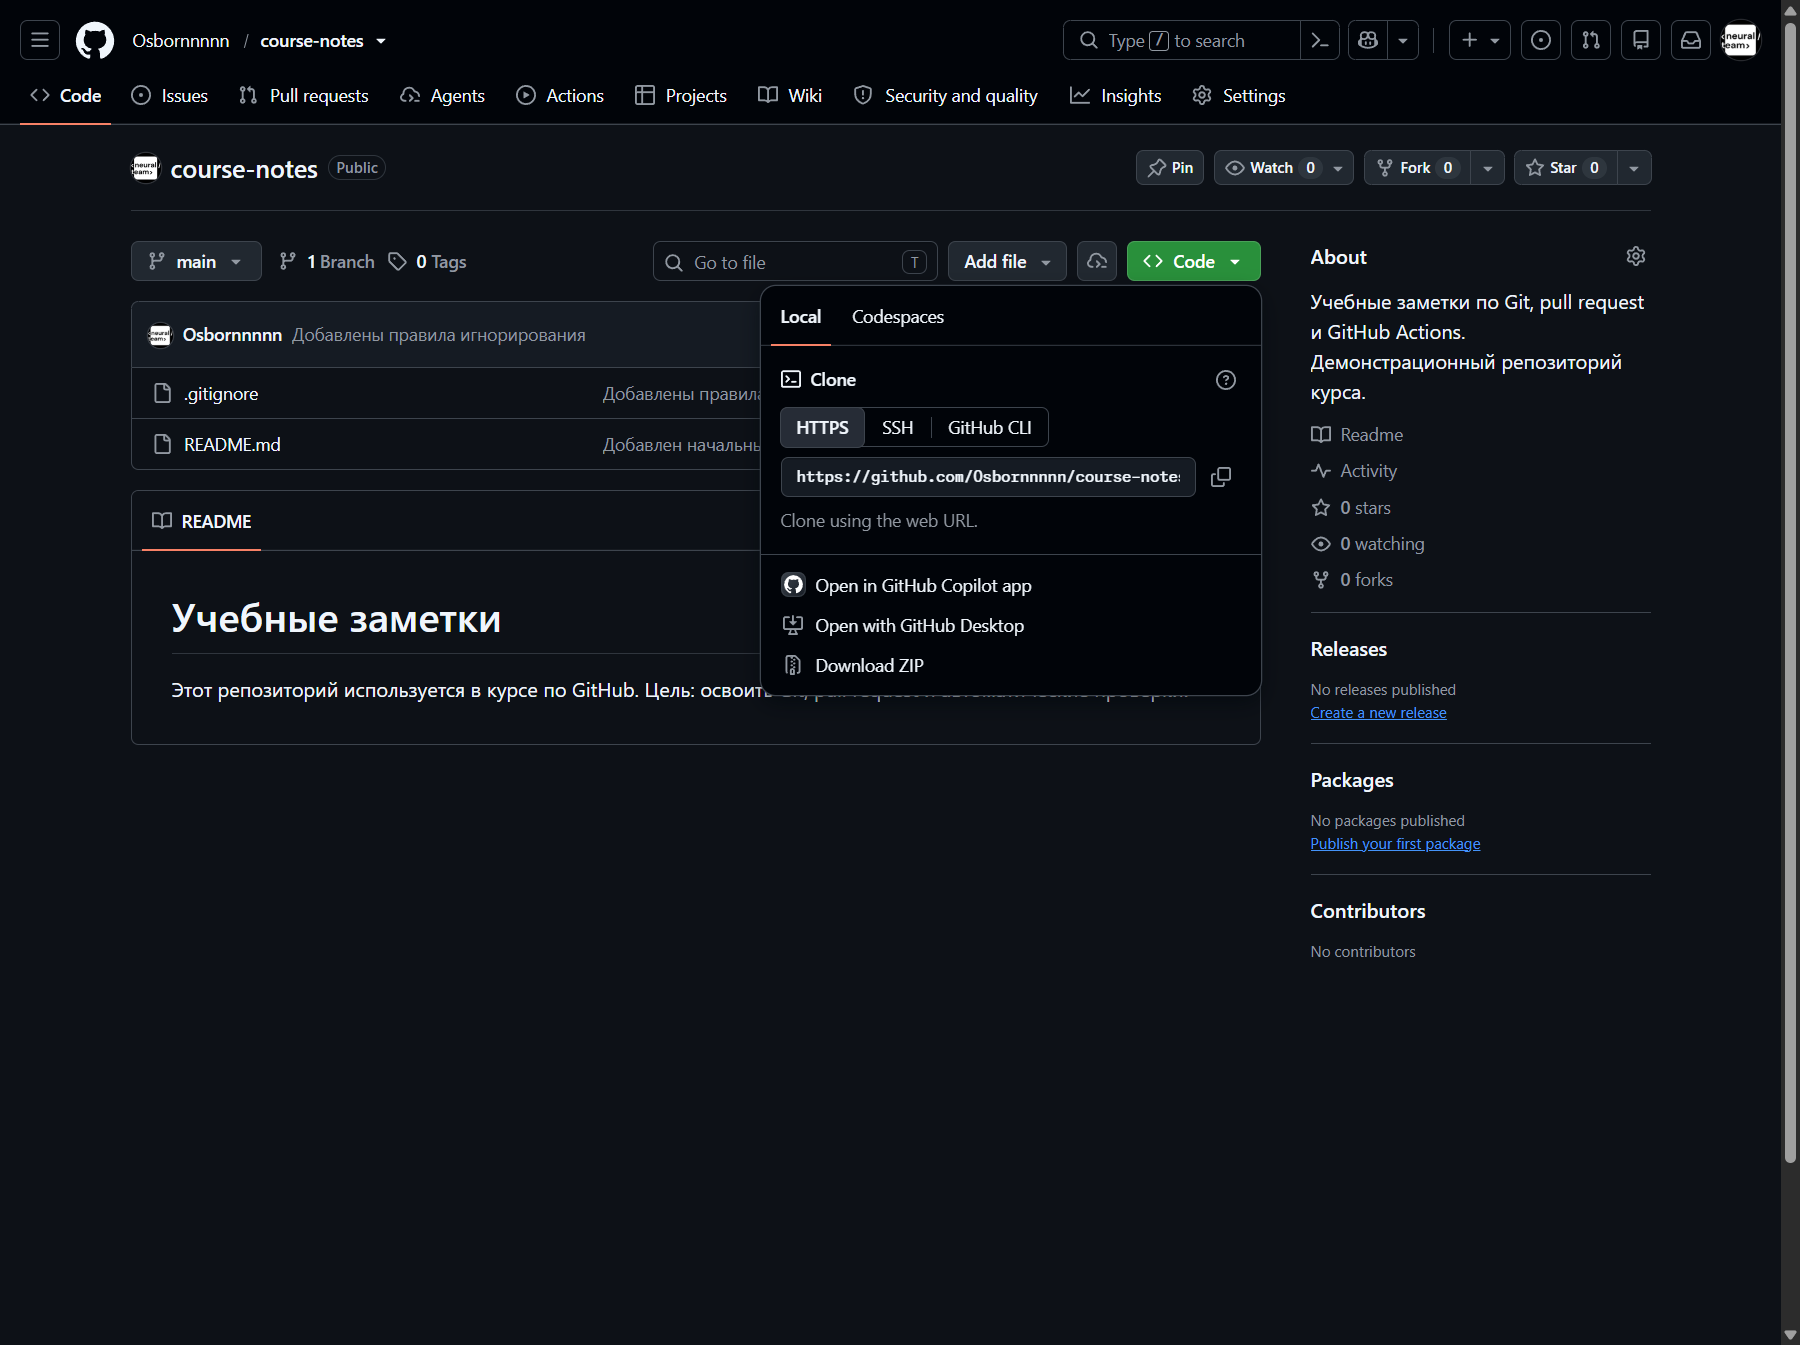 Osbornnnnn / course-notes
Type / to search
Code
Issues
Pull requests
Agents
Actions
Projects
Wiki
Security and quality
Insights
Settings
course-notes Public
Pin
Watch 0
Fork 0
Star 0
main
1 Branch
0 Tags
Go to file T
Add file
Code
Osbornnnnn Добавлены правила игнорирования
.gitignore
Добавлены правила
README.md
Добавлен начальны
README
Учебные заметки
Этот репозиторий используется в курсе по GitHub. Цель: освоить
Local
Codespaces
Clone
HTTPS
SSH
GitHub CLI
https://github.com/Osbornnnnn/course-notes
Clone using the web URL.
Open in GitHub Copilot app
Open with GitHub Desktop
Download ZIP
About
Учебные заметки по Git, pull request
и GitHub Actions.
Демонстрационный репозиторий
курса.
Readme
Activity
0 stars
0 watching
0 forks
Releases
No releases published
Create a new release
Packages
No packages published
Publish your first package
Contributors
No contributors